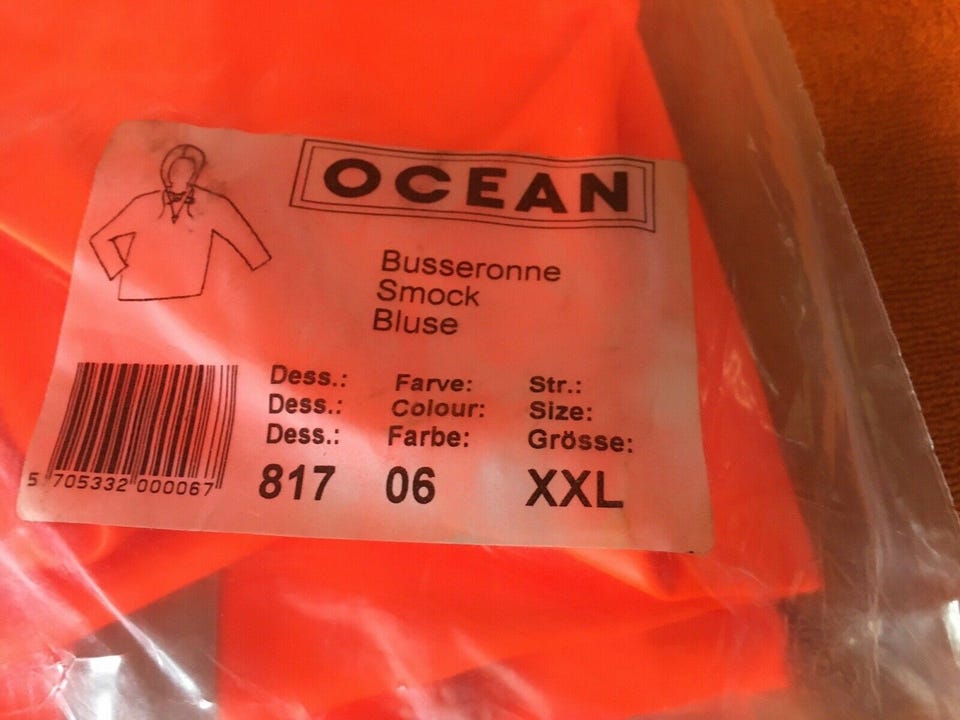 OCEAN
Busseronne
Smock
Bluse
Dess.: Farve: Str.:
Dess.: Colour: Size:
Dess.: Farbe: Grösse:
817 06 XXL
5 705332 000067